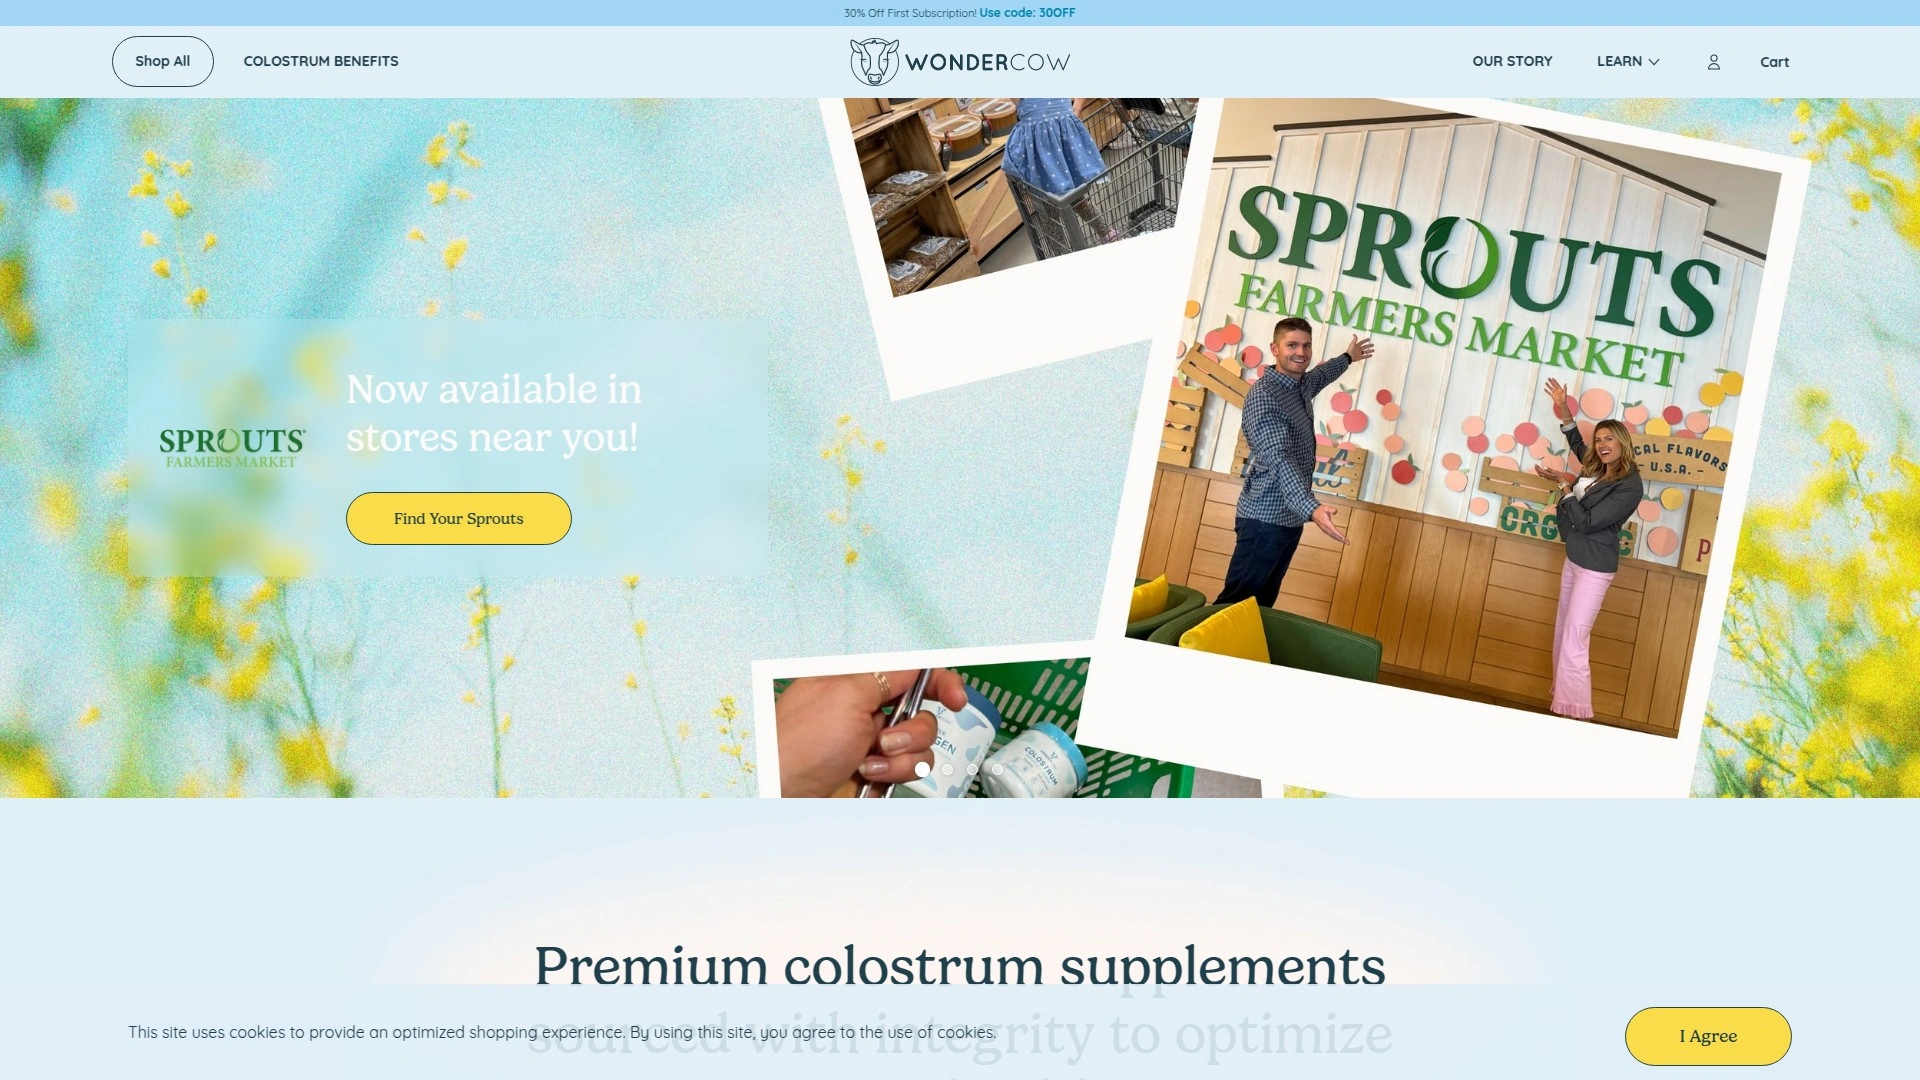 30% Off First Subscription! Use code: 30OFF
Shop All
COLOSTRUM BENEFITS
WONDERCOW
OUR STORY
LEARN
Cart
SPROUTS
FARMERS MARKET
CAL FLAVORS
- U.S.A. -
Now available in
stores near you!
SPROUTS
FARMERS MARKET
Find Your Sprouts
COLOSTRUM
Premium colostrum supplements
sourced with integrity to optimize
This site uses cookies to provide an optimized shopping experience. By using this site, you agree to the use of cookies.
I Agree